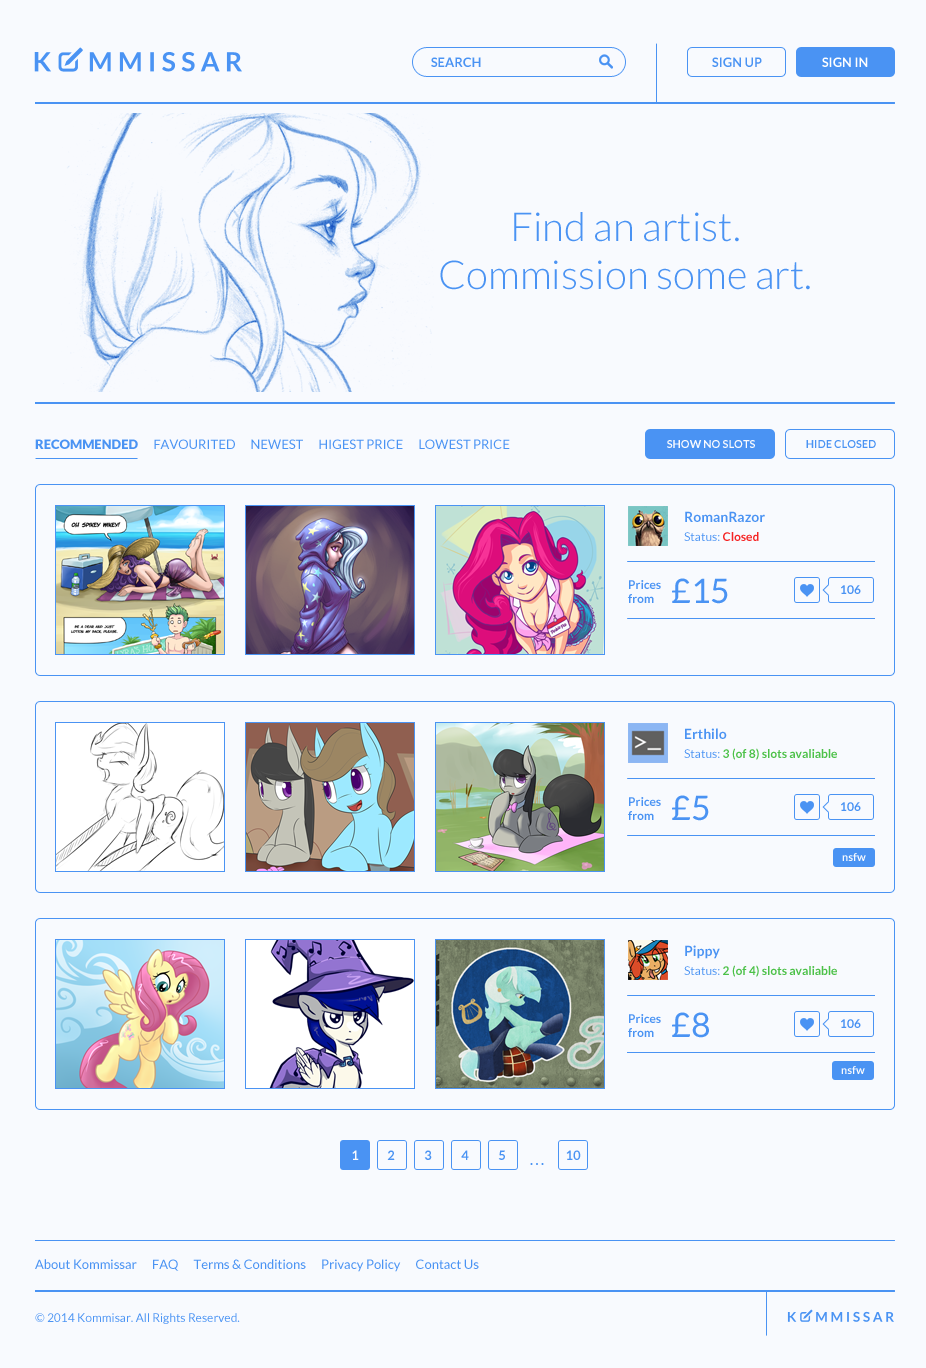 KOMMISSAR
SEARCH
SIGN UP
SIGN IN
Find an artist.
Commission some art.
RECOMMENDED
FAVOURITED
NEWEST
HIGEST PRICE
LOWEST PRICE
SHOW NO SLOTS
HIDE CLOSED
OH SPIKEY WIKEY!
BE A DEAR AND JUST
LOTION MY BACK, PLEASE.
RomanRazor
Status: Closed
Prices
from
£15
106
>_
Erthilo
Status: 3 (of 8) slots avaliable
Prices
from
£5
106
nsfw
Pippy
Status: 2 (of 4) slots avaliable
Prices
from
£8
106
nsfw
1 2 3 4 5 ... 10
About Kommissar
FAQ
Terms & Conditions
Privacy Policy
Contact Us
© 2014 Kommisar. All Rights Reserved.
KOMMISSAR